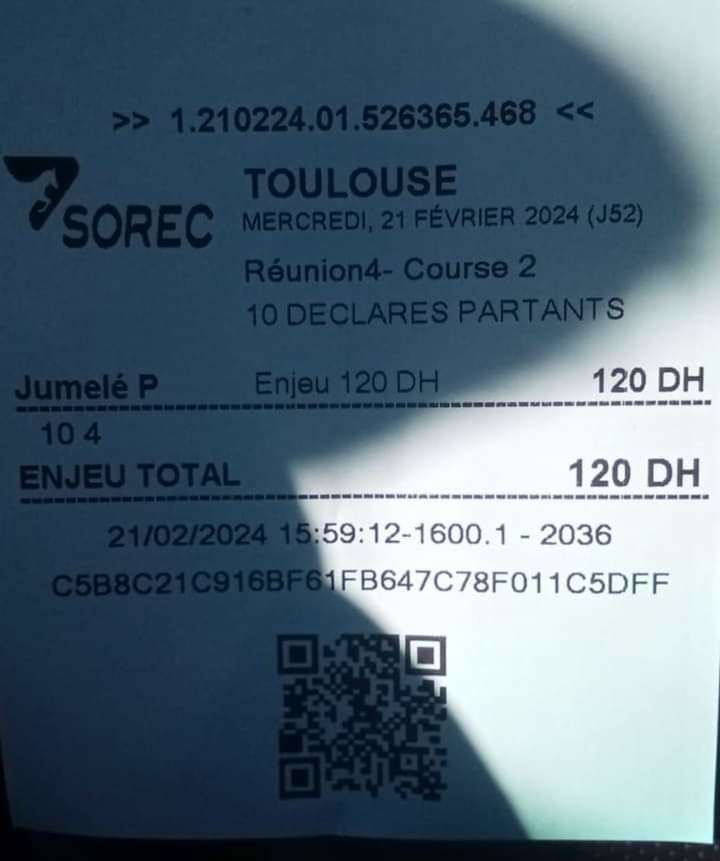 >> 1.210224.01.526365.468 <<
SOREC
TOULOUSE
MERCREDI, 21 FÉVRIER 2024 (J52)
Réunion4- Course 2
10 DECLARES PARTANTS
Jumelé P Enjeu 120 DH 120 DH
10 4
ENJEU TOTAL 120 DH
21/02/2024 15:59:12-1600.1 - 2036
C5B8C21C916BF61FB647C78F011C5DFF